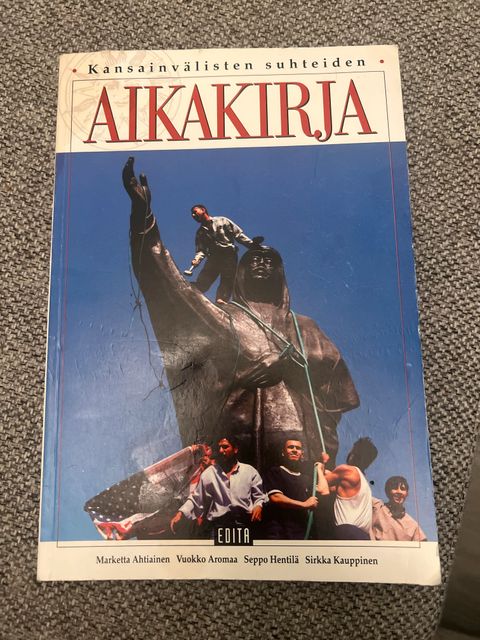 • Kansainvälisten suhteiden •
AIKAKIRJA
EDITA
Marketta Ahtiainen Vuokko Aromaa Seppo Hentilä Sirkka Kauppinen